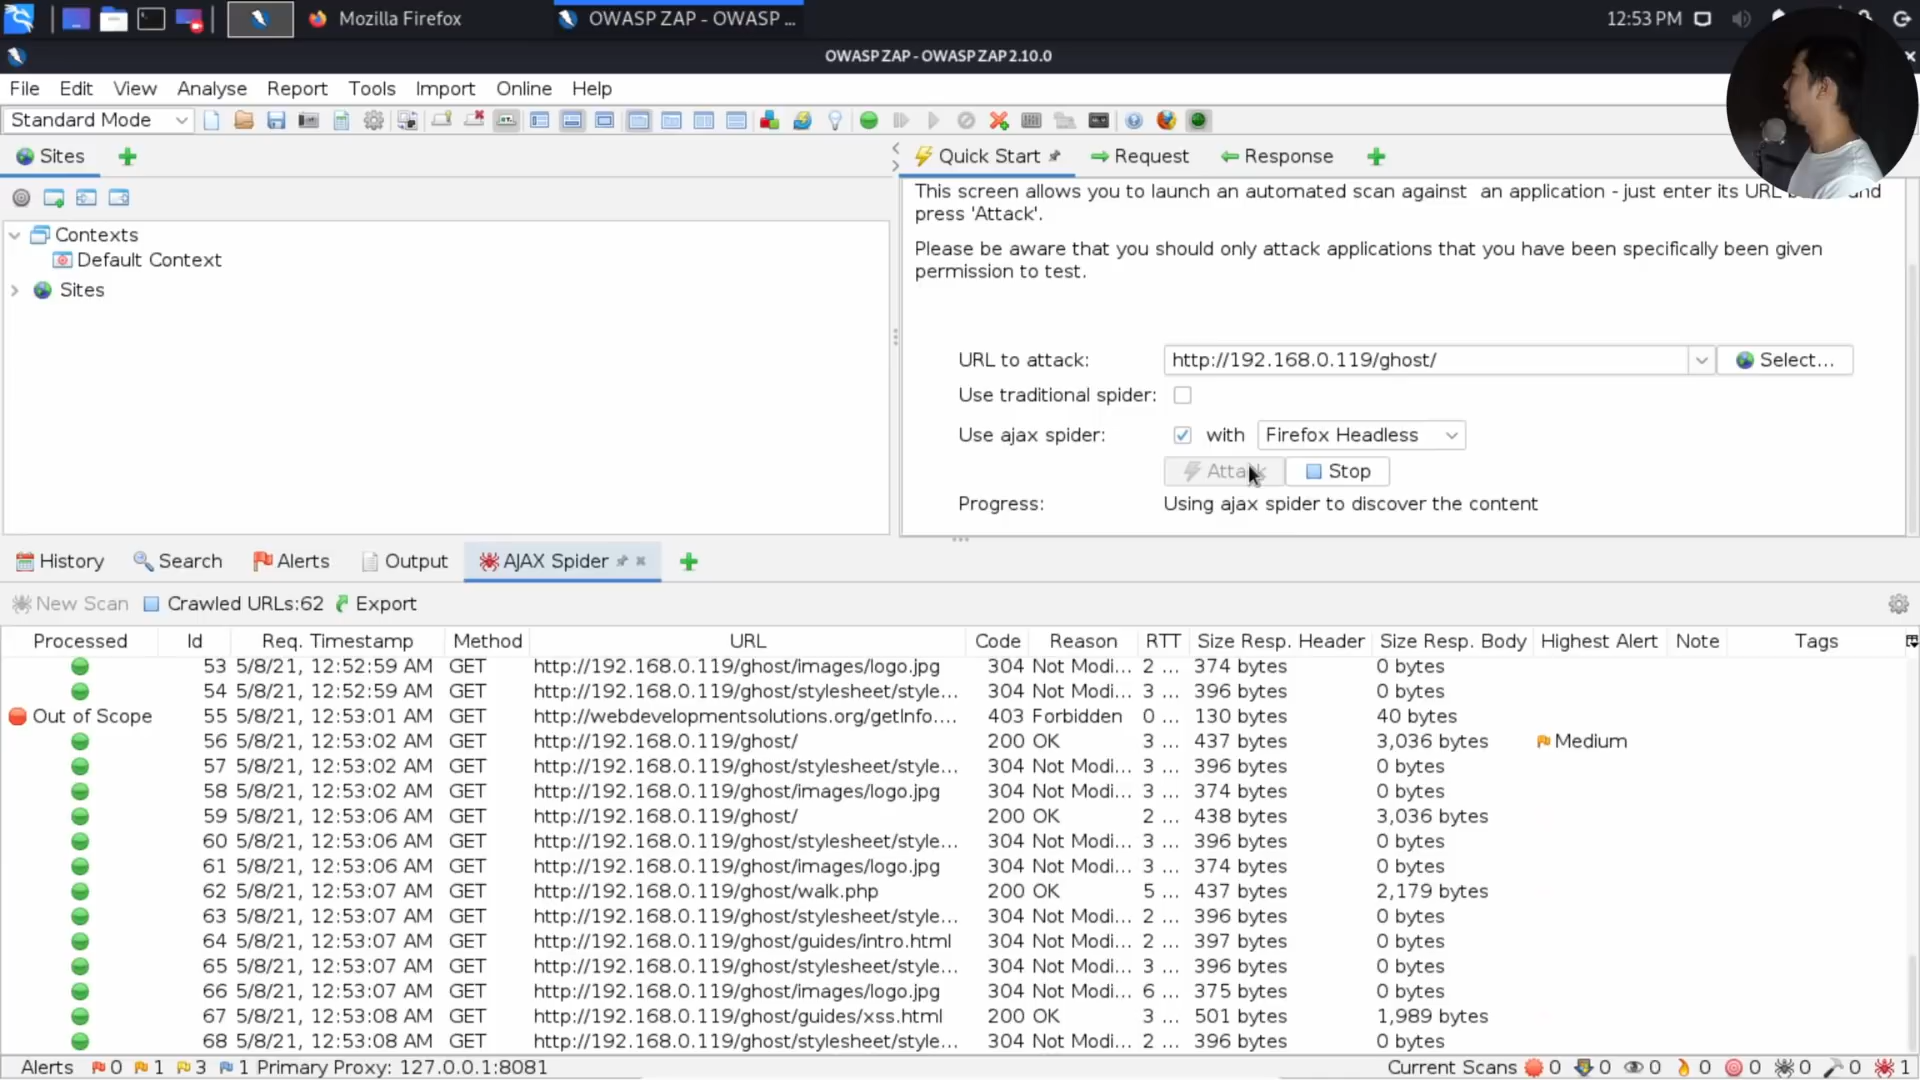 Mozilla Firefox
OWASP ZAP - OWASP ...
12:53 PM
OWASP ZAP - OWASP ZAP 2.10.0
File Edit View Analyse Report Tools Import Online Help
Standard Mode
Sites
Quick Start Request Response
This screen allows you to launch an automated scan against an application - just enter its URL
press 'Attack'.
Please be aware that you should only attack applications that you have been specifically been given
permission to test.
Contexts
Default Context
Sites
URL to attack: http://192.168.0.119/ghost/ Select...
Use traditional spider:
Use ajax spider: with Firefox Headless
Attack Stop
Progress: Using ajax spider to discover the content
History Search Alerts Output AJAX Spider
New Scan Crawled URLs:62 Export
Processed Id Req. Timestamp Method URL Code Reason RTT Size Resp. Header Size Resp. Body Highest Alert Note Tags
53 5/8/21, 12:52:59 AM GET http://192.168.0.119/ghost/images/logo.jpg 304 Not Modi... 2 ... 374 bytes 0 bytes
54 5/8/21, 12:52:59 AM GET http://192.168.0.119/ghost/stylesheet/style... 304 Not Modi... 3 ... 396 bytes 0 bytes
Out of Scope 55 5/8/21, 12:53:01 AM GET http://webdevelopmentsolutions.org/getInfo.... 403 Forbidden 0 ... 130 bytes 40 bytes
56 5/8/21, 12:53:02 AM GET http://192.168.0.119/ghost/ 200 OK 3 ... 437 bytes 3,036 bytes Medium
57 5/8/21, 12:53:02 AM GET http://192.168.0.119/ghost/stylesheet/style... 304 Not Modi... 3 ... 396 bytes 0 bytes
58 5/8/21, 12:53:02 AM GET http://192.168.0.119/ghost/images/logo.jpg 304 Not Modi... 3 ... 374 bytes 0 bytes
59 5/8/21, 12:53:06 AM GET http://192.168.0.119/ghost/ 200 OK 2 ... 438 bytes 3,036 bytes
60 5/8/21, 12:53:06 AM GET http://192.168.0.119/ghost/stylesheet/style... 304 Not Modi... 3 ... 396 bytes 0 bytes
61 5/8/21, 12:53:06 AM GET http://192.168.0.119/ghost/images/logo.jpg 304 Not Modi... 3 ... 374 bytes 0 bytes
62 5/8/21, 12:53:07 AM GET http://192.168.0.119/ghost/walk.php 200 OK 5 ... 437 bytes 2,179 bytes
63 5/8/21, 12:53:07 AM GET http://192.168.0.119/ghost/stylesheet/style... 304 Not Modi... 2 ... 396 bytes 0 bytes
64 5/8/21, 12:53:07 AM GET http://192.168.0.119/ghost/guides/intro.html 304 Not Modi... 2 ... 397 bytes 0 bytes
65 5/8/21, 12:53:07 AM GET http://192.168.0.119/ghost/stylesheet/style... 304 Not Modi... 3 ... 396 bytes 0 bytes
66 5/8/21, 12:53:07 AM GET http://192.168.0.119/ghost/images/logo.jpg 304 Not Modi... 6 ... 375 bytes 0 bytes
67 5/8/21, 12:53:08 AM GET http://192.168.0.119/ghost/guides/xss.html 200 OK 3 ... 501 bytes 1,989 bytes
68 5/8/21, 12:53:08 AM GET http://192.168.0.119/ghost/stylesheet/style... 304 Not Modi... 2 ... 396 bytes 0 bytes
Alerts 0 1 3 1 Primary Proxy: 127.0.0.1:8081 Current Scans 0 0 0 0 0 0 0 1